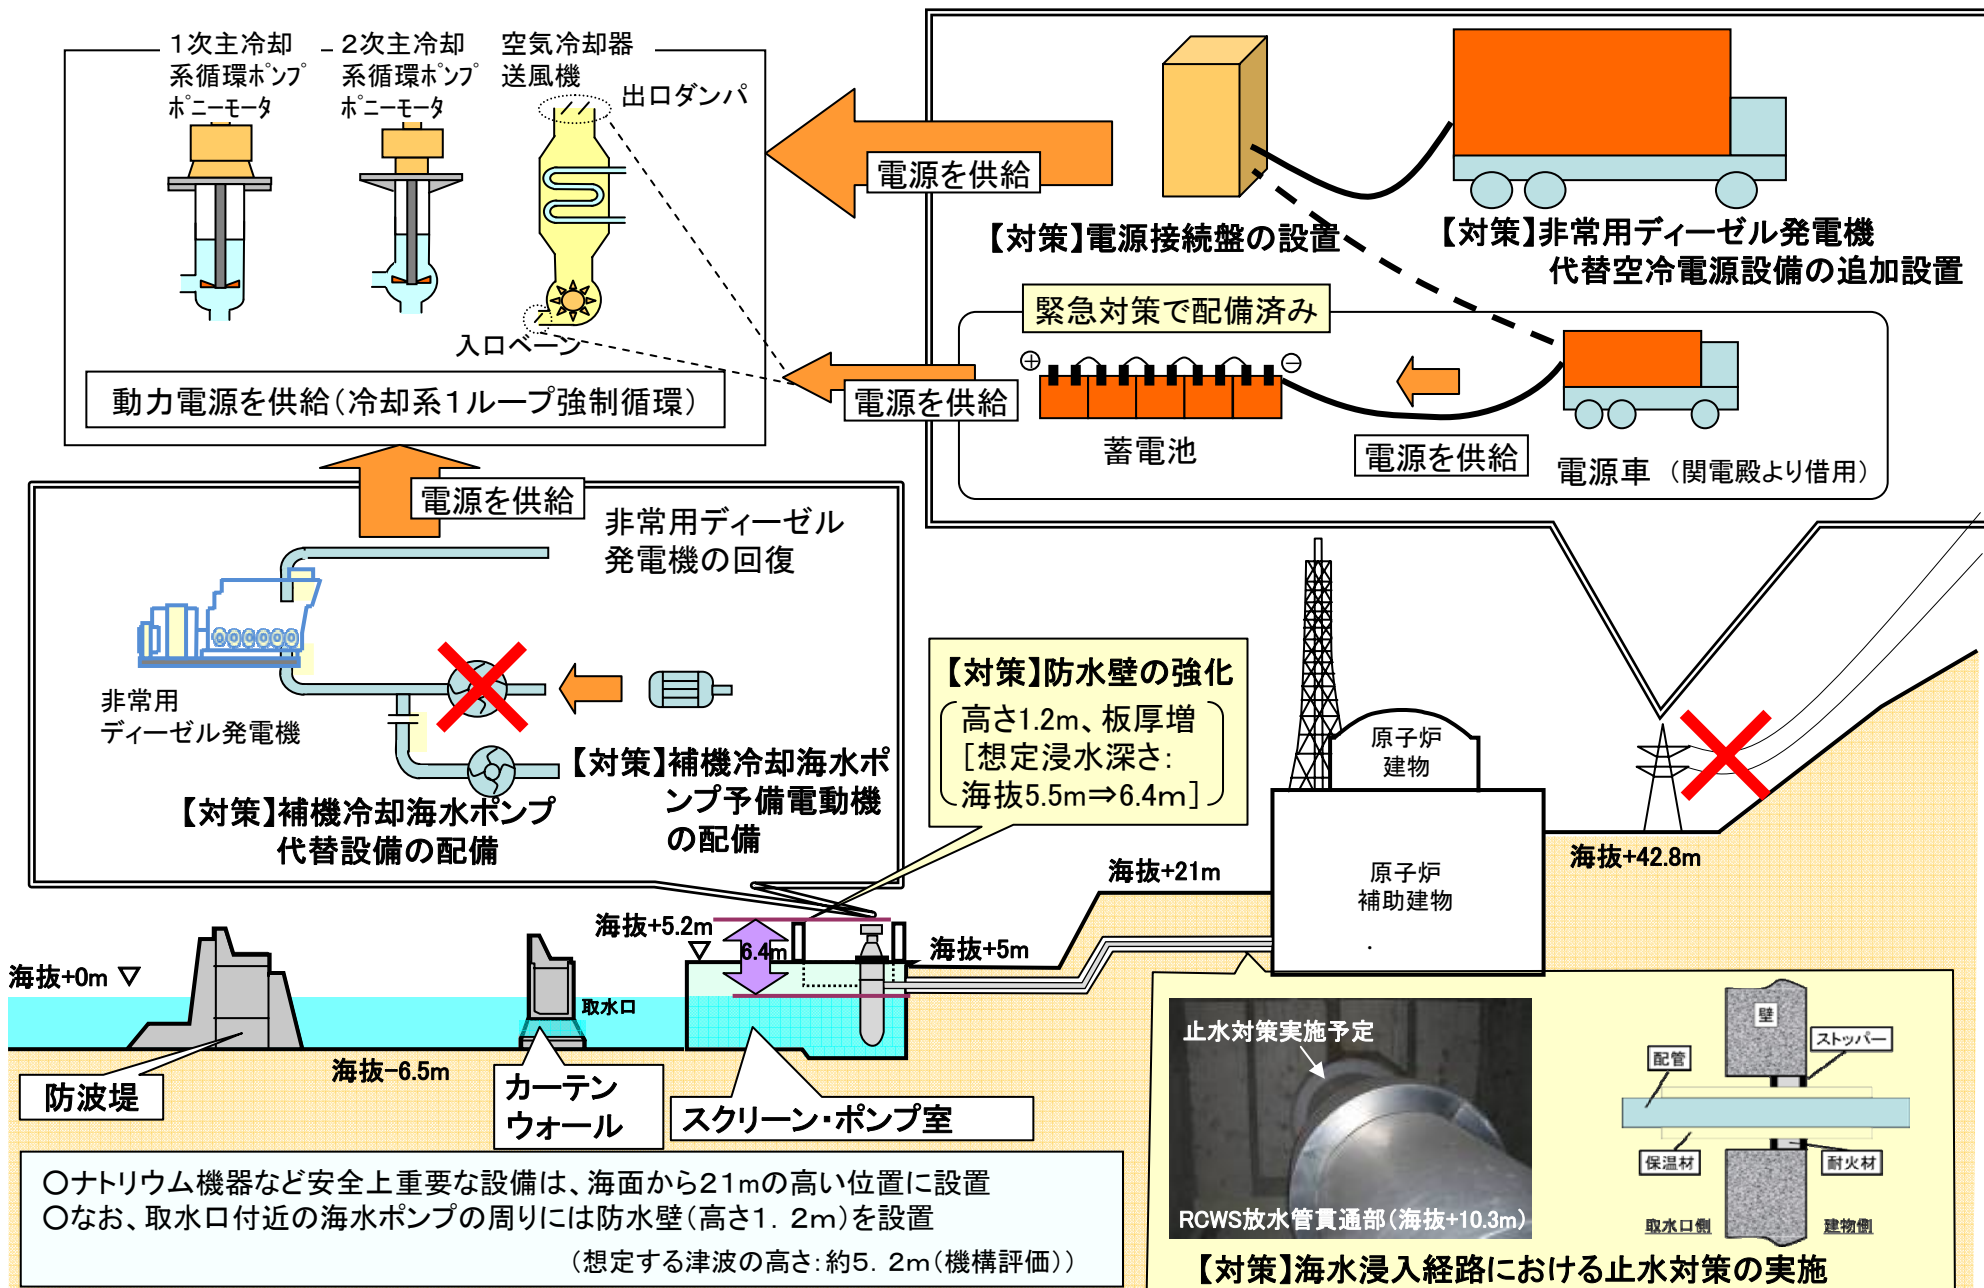 1次主冷却
系循環ポンプ
ポニーモータ
2次主冷却
系循環ポンプ
ポニーモータ
空気冷却器
送風機
出口ダンパ
入口ベーン
動力電源を供給(冷却系1ループ強制循環)
電源を供給
【対策】電源接続盤の設置
【対策】非常用ディーゼル発電機
代替空冷電源設備の追加設置
緊急対策で配備済み
⊕
⊖
電源を供給
蓄電池
電源を供給
電源車 (関電殿より借用)
電源を供給
非常用ディーゼル
発電機の回復
非常用
ディーゼル発電機
【対策】補機冷却海水ポンプ
代替設備の配備
【対策】補機冷却海水ポ
ンプ予備電動機
の配備
【対策】防水壁の強化
高さ1.2m、板厚増
[想定浸水深さ:
海抜5.5m⇒6.4m]
原子炉
建物
原子炉
補助建物
海抜+42.8m
海抜+21m
海抜+5.2m
▽
6.4m
海抜+5m
海抜+0m ▽
取水口
海抜-6.5m
防波堤
カーテン
ウォール
スクリーン・ポンプ室
○ナトリウム機器など安全上重要な設備は、海面から21mの高い位置に設置
○なお、取水口付近の海水ポンプの周りには防水壁(高さ1.2m)を設置
(想定する津波の高さ:約5.2m(機構評価))
止水対策実施予定
RCWS放水管貫通部(海抜+10.3m)
壁
ストッパー
配管
保温材
耐火材
取水口側
建物側
【対策】海水浸入経路における止水対策の実施